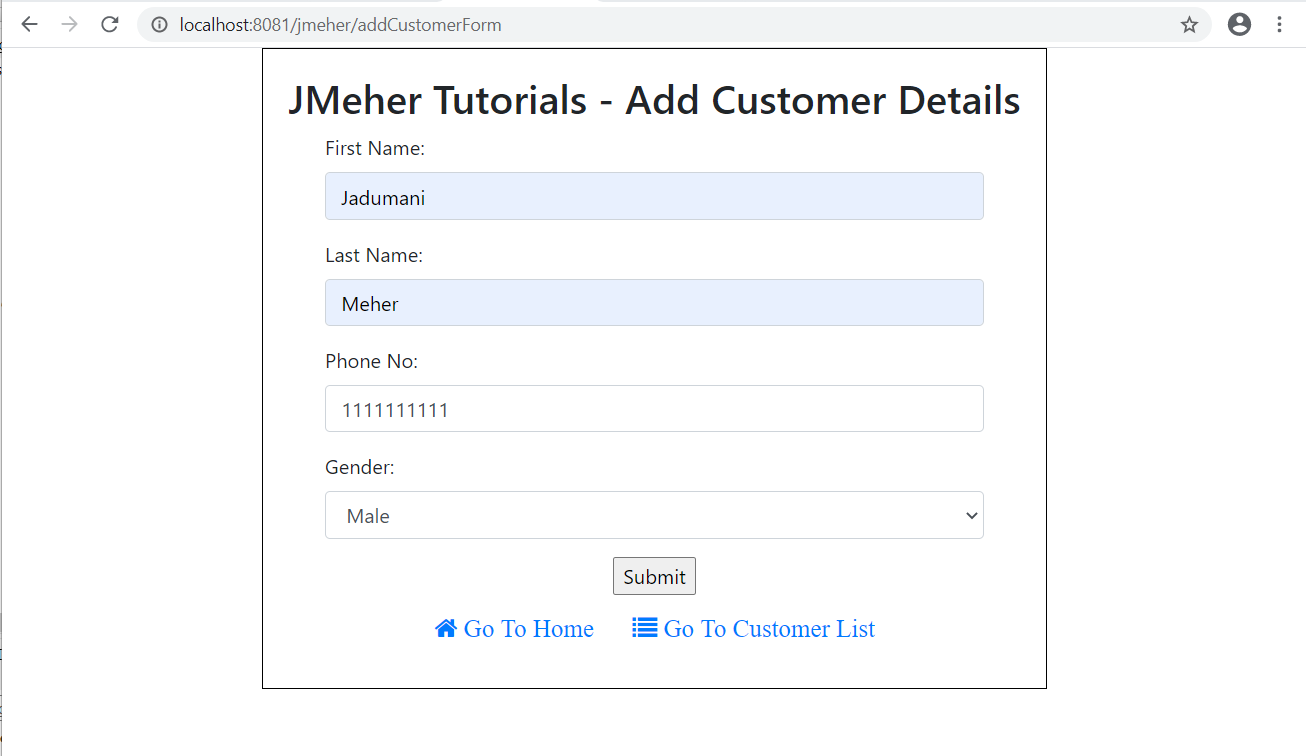 localhost:8081/jmeher/addCustomerForm
JMeher Tutorials - Add Customer Details
First Name:
Jadumani
Last Name:
Meher
Phone No:
1111111111
Gender:
Male
Submit
Go To Home Go To Customer List